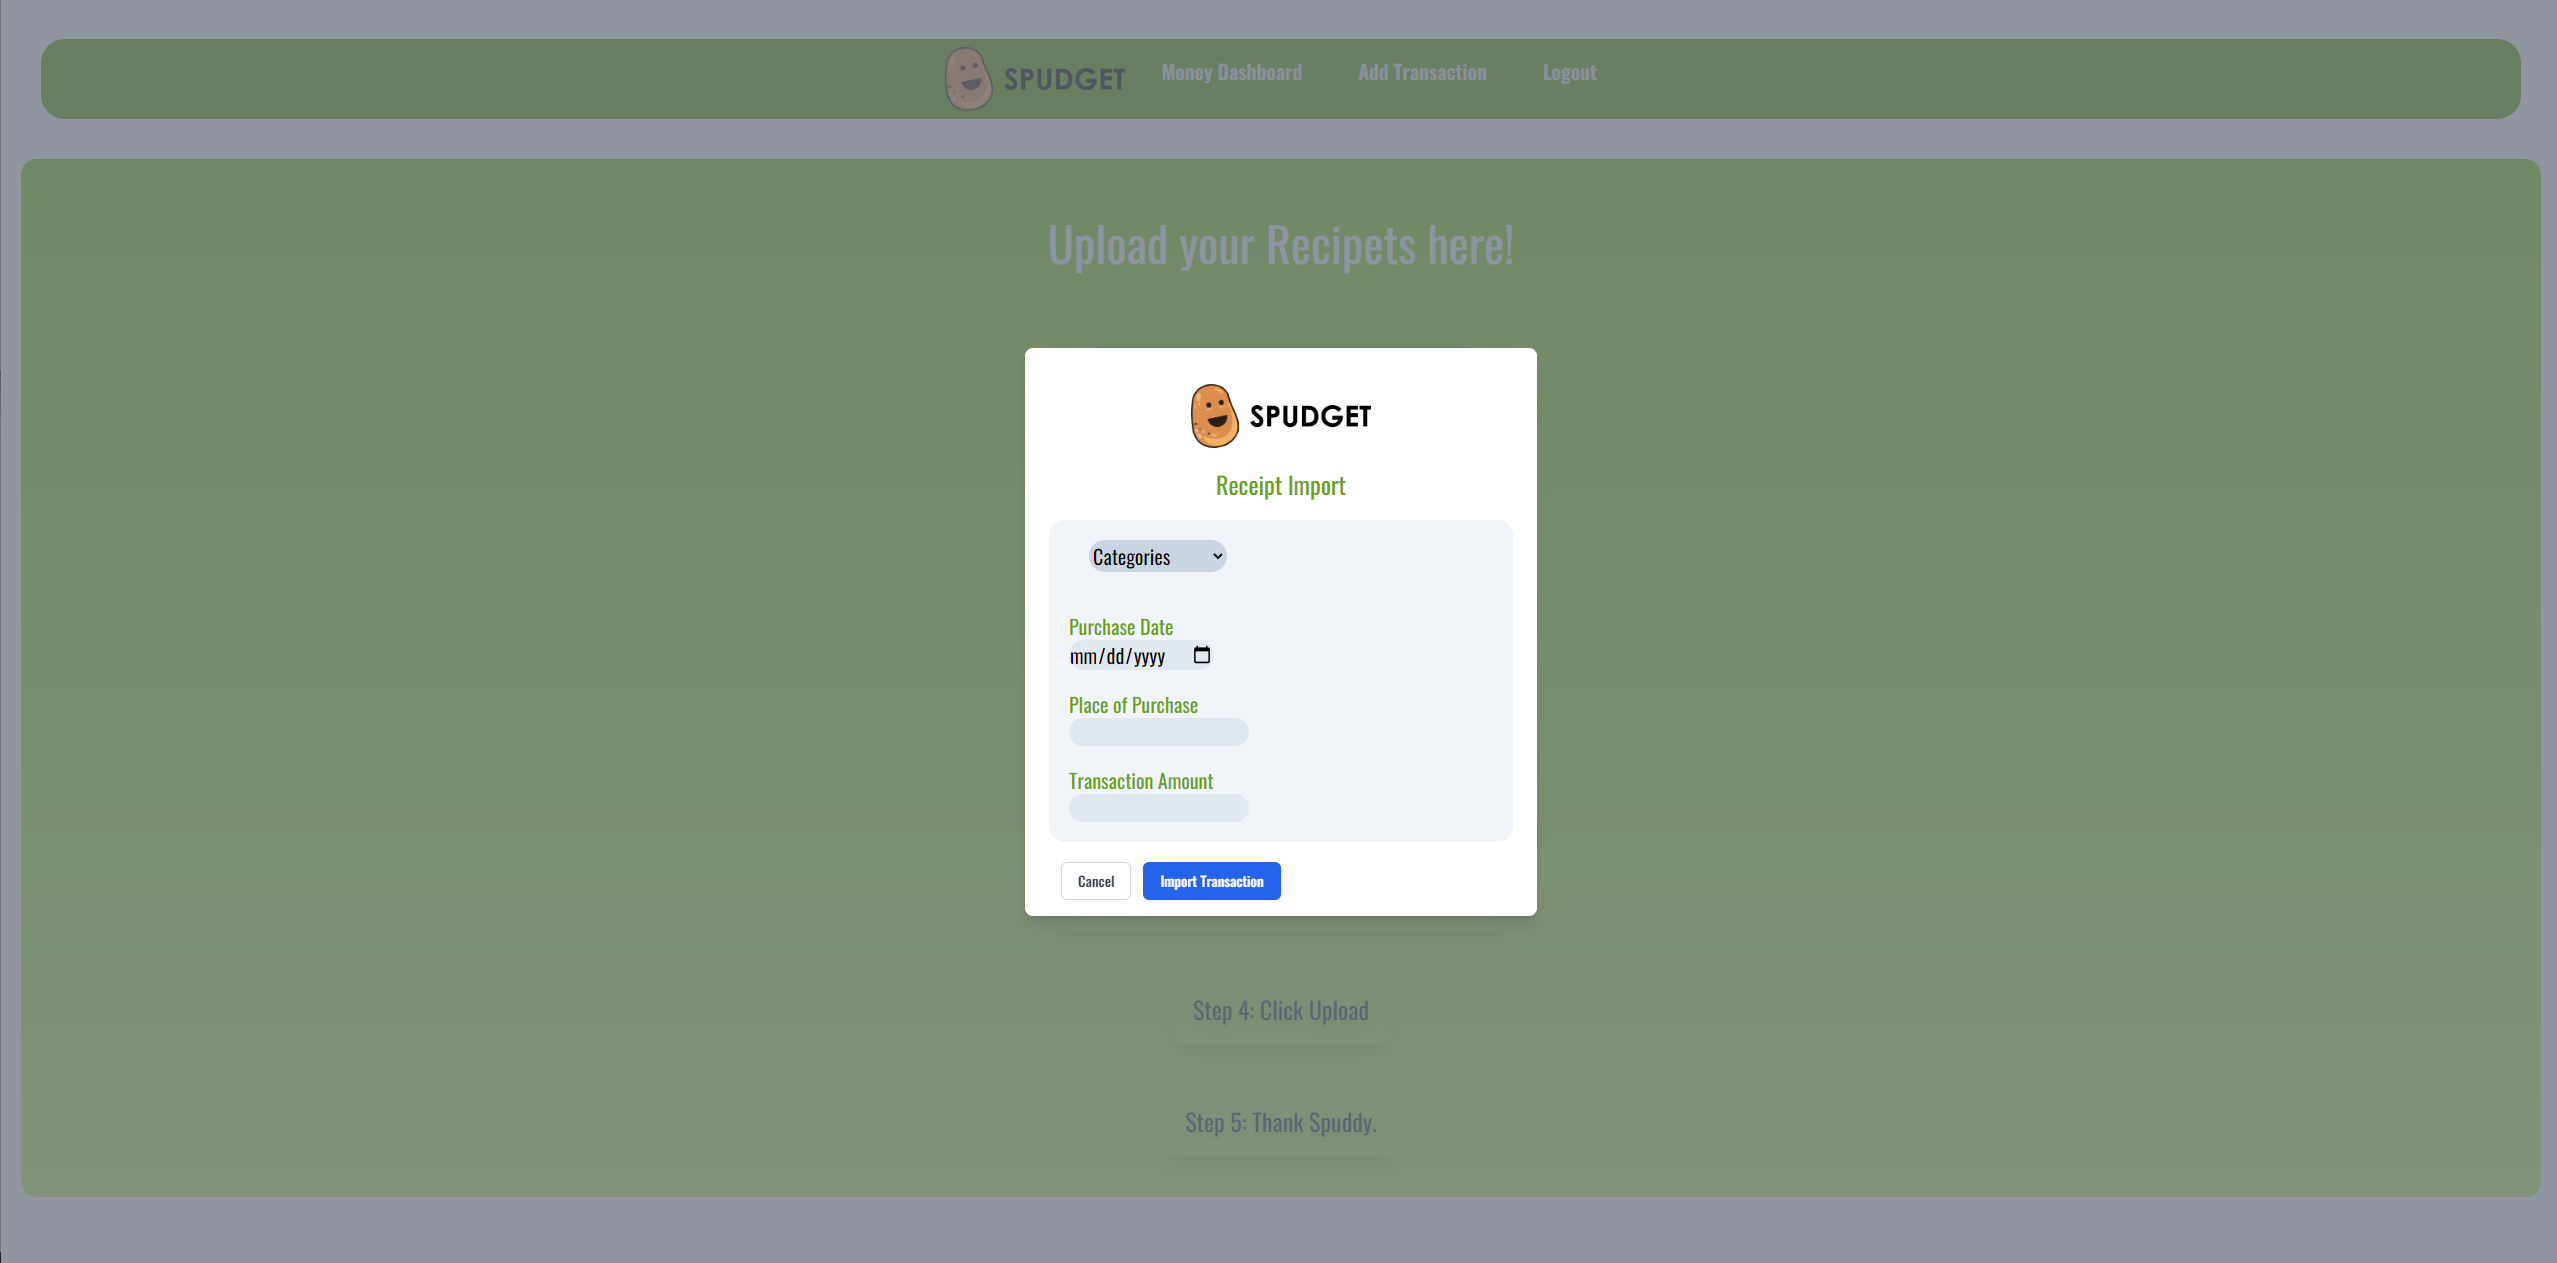 SPUDGET Money Dashboard Add Transaction Logout
Upload your Recipets here!
SPUDGET
Receipt Import
Categories
Purchase Date
mm/dd/yyyy
Place of Purchase
Transaction Amount
Cancel Import Transaction
Step 4: Click Upload
Step 5: Thank Spuddy.